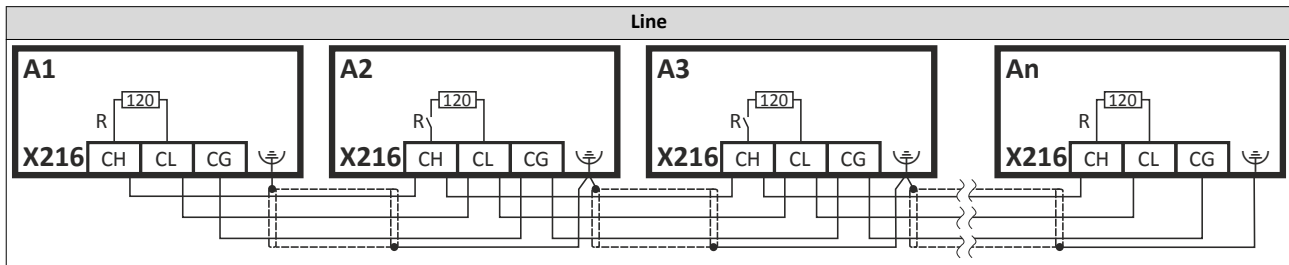 Line
A1 A2 A3 An
120 120 120 120
R R R R
X216 CH CL CG X216 CH CL CG X216 CH CL CG X216 CH CL CG